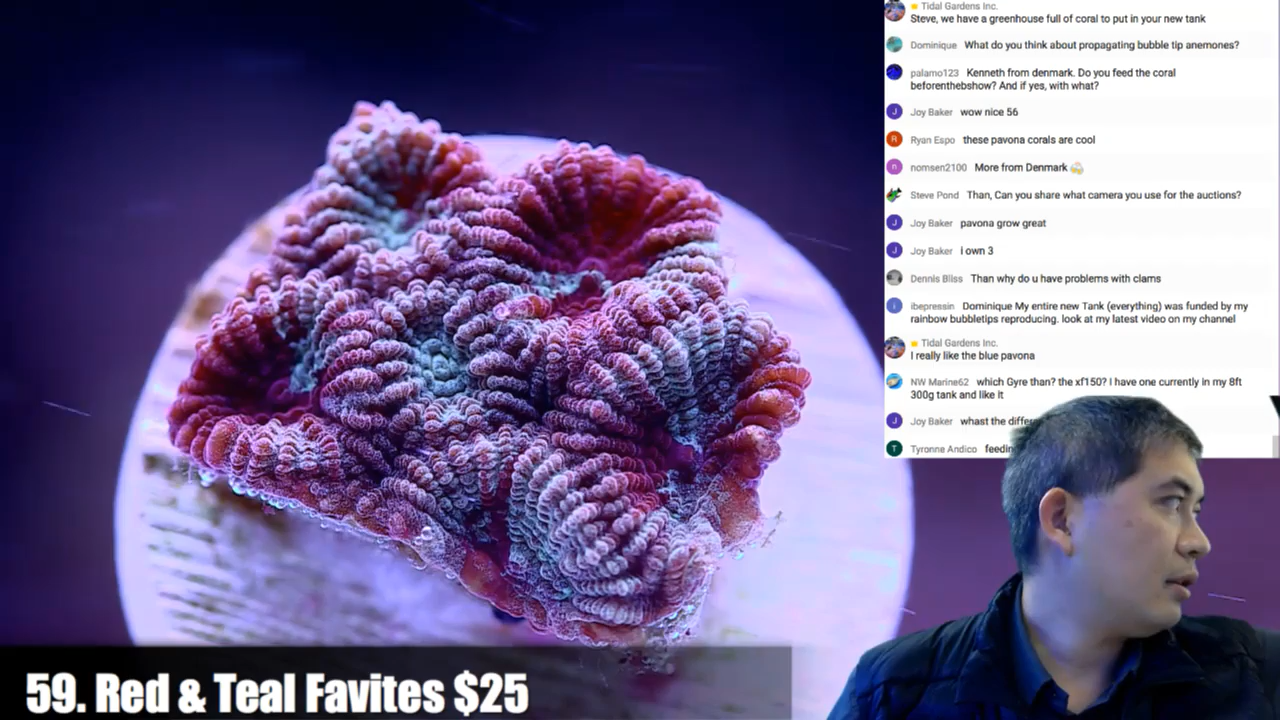 Tidal Gardens Inc.
Steve, we have a greenhouse full of coral to put in your new tank
Dominique What do you think about propagating bubble tip anemones?
palamo123 Kenneth from denmark. Do you feed the coral
beforenthebshow? And if yes, with what?
J Joy Baker wow nice 56
R Ryan Espo these pavona corals are cool
n nomsen2100 More from Denmark
Steve Pond Than, Can you share what camera you use for the auctions?
J Joy Baker pavona grow great
J Joy Baker i own 3
Dennis Bliss Than why do u have problems with clams
i ibepressin Dominique My entire new Tank (everything) was funded by my
rainbow bubbletips reproducing. look at my latest video on my channel
Tidal Gardens Inc.
I really like the blue pavona
NW Marine62 which Gyre than? the xf150? I have one currently in my 8ft
300g tank and like it
J Joy Baker whast the
T Tyronne Andico
59. Red & Teal Favites $25